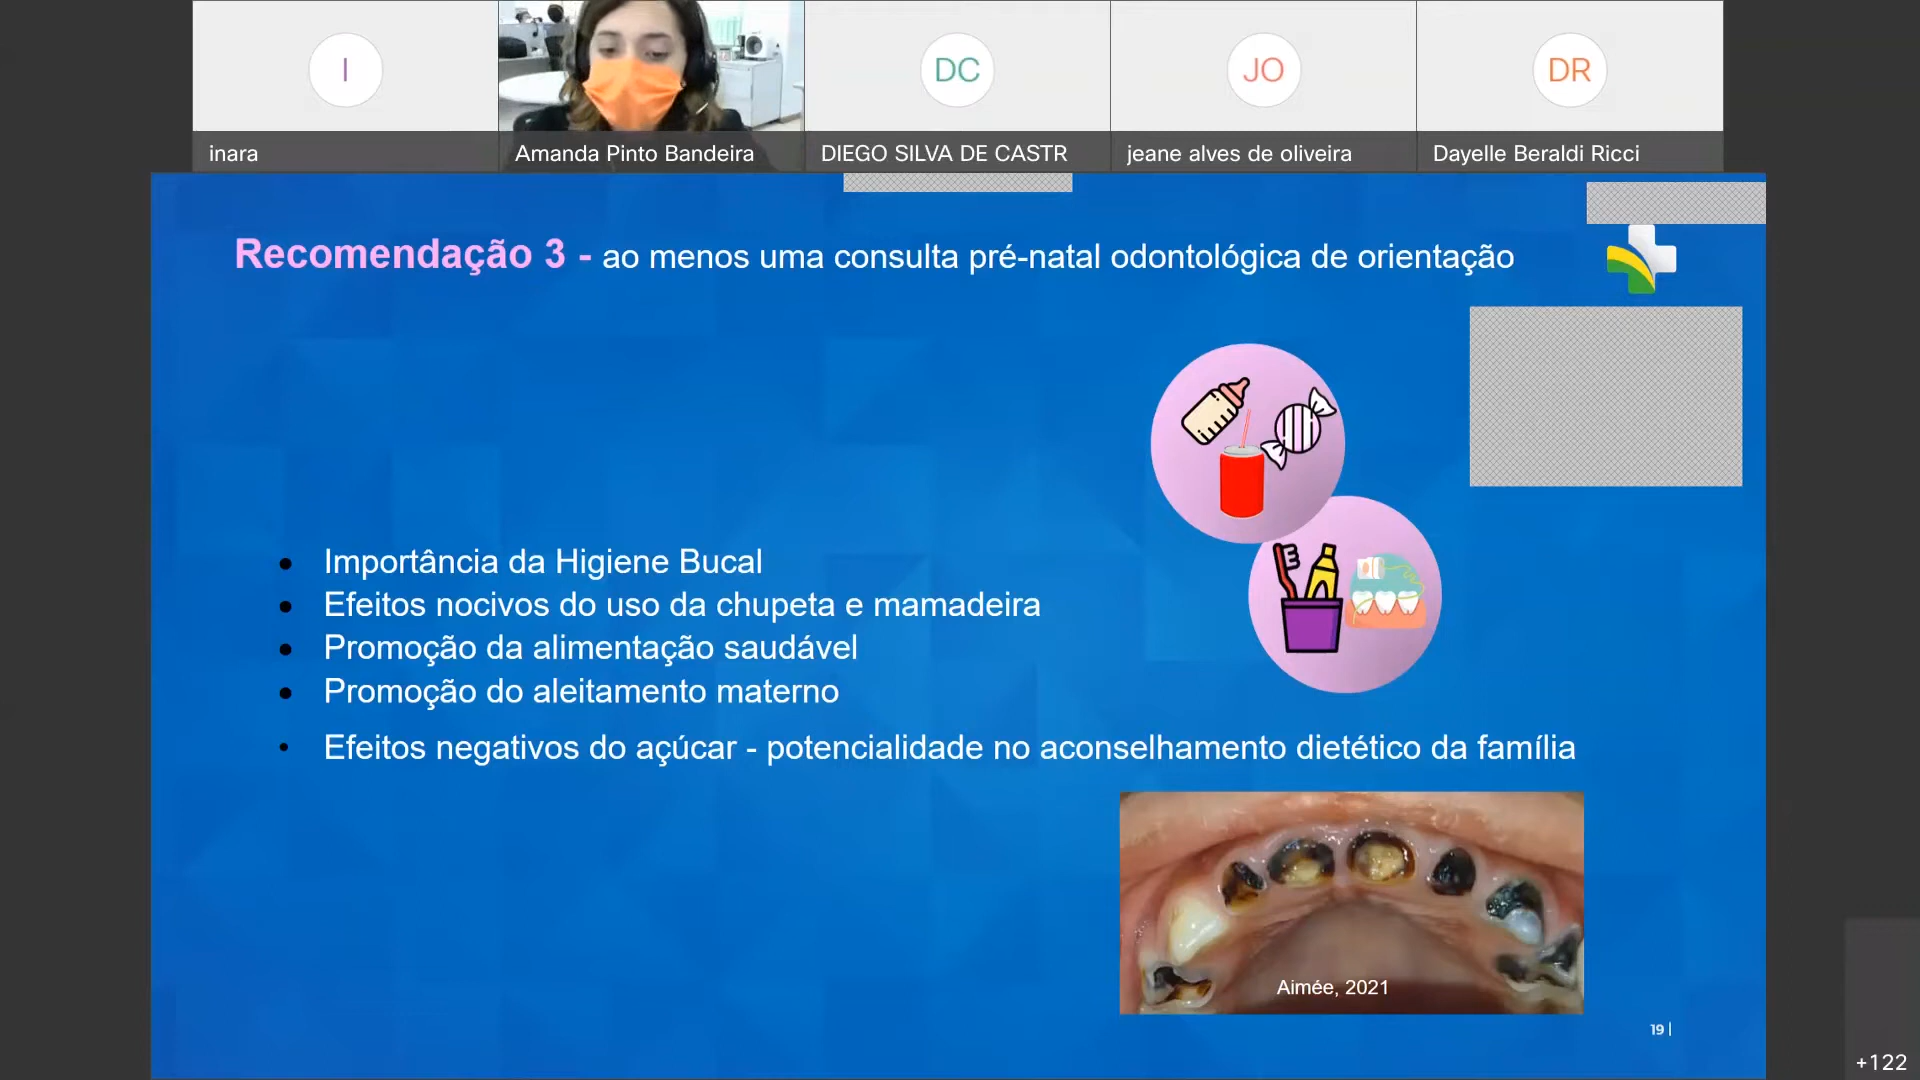 I
DC
JO
DR
inara
Amanda Pinto Bandeira
DIEGO SILVA DE CASTR
jeane alves de oliveira
Dayelle Beraldi Ricci
Recomendação 3 - ao menos uma consulta pré-natal odontológica de orientação
• Importância da Higiene Bucal
• Efeitos nocivos do uso da chupeta e mamadeira
• Promoção da alimentação saudável
• Promoção do aleitamento materno
• Efeitos negativos do açúcar - potencialidade no aconselhamento dietético da família
Aimée, 2021
19 |
+122